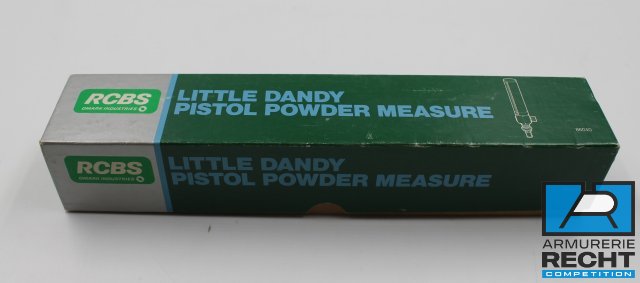 RCBS
OMARK INDUSTRIES
LITTLE DANDY
PISTOL POWDER MEASURE
86040
RCBS
OMARK INDUSTRIES
LITTLE DANDY
PISTOL POWDER MEASURE
ARMURERIE
RECHT
COMPETITION